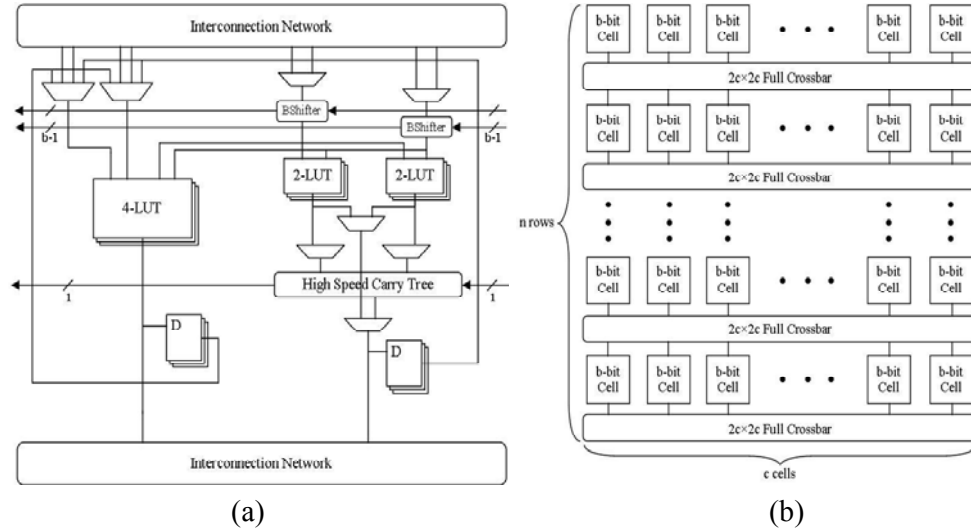 Interconnection Network
BShifter
BShifter
b-1
b-1
2-LUT
2-LUT
4-LUT
High Speed Carry Tree
1
1
D
D
Interconnection Network
(a)
b-bit Cell
b-bit Cell
b-bit Cell
b-bit Cell
b-bit Cell
2c×2c Full Crossbar
b-bit Cell
b-bit Cell
b-bit Cell
b-bit Cell
b-bit Cell
2c×2c Full Crossbar
n rows
b-bit Cell
b-bit Cell
b-bit Cell
b-bit Cell
b-bit Cell
2c×2c Full Crossbar
b-bit Cell
b-bit Cell
b-bit Cell
b-bit Cell
b-bit Cell
2c×2c Full Crossbar
c cells
(b)